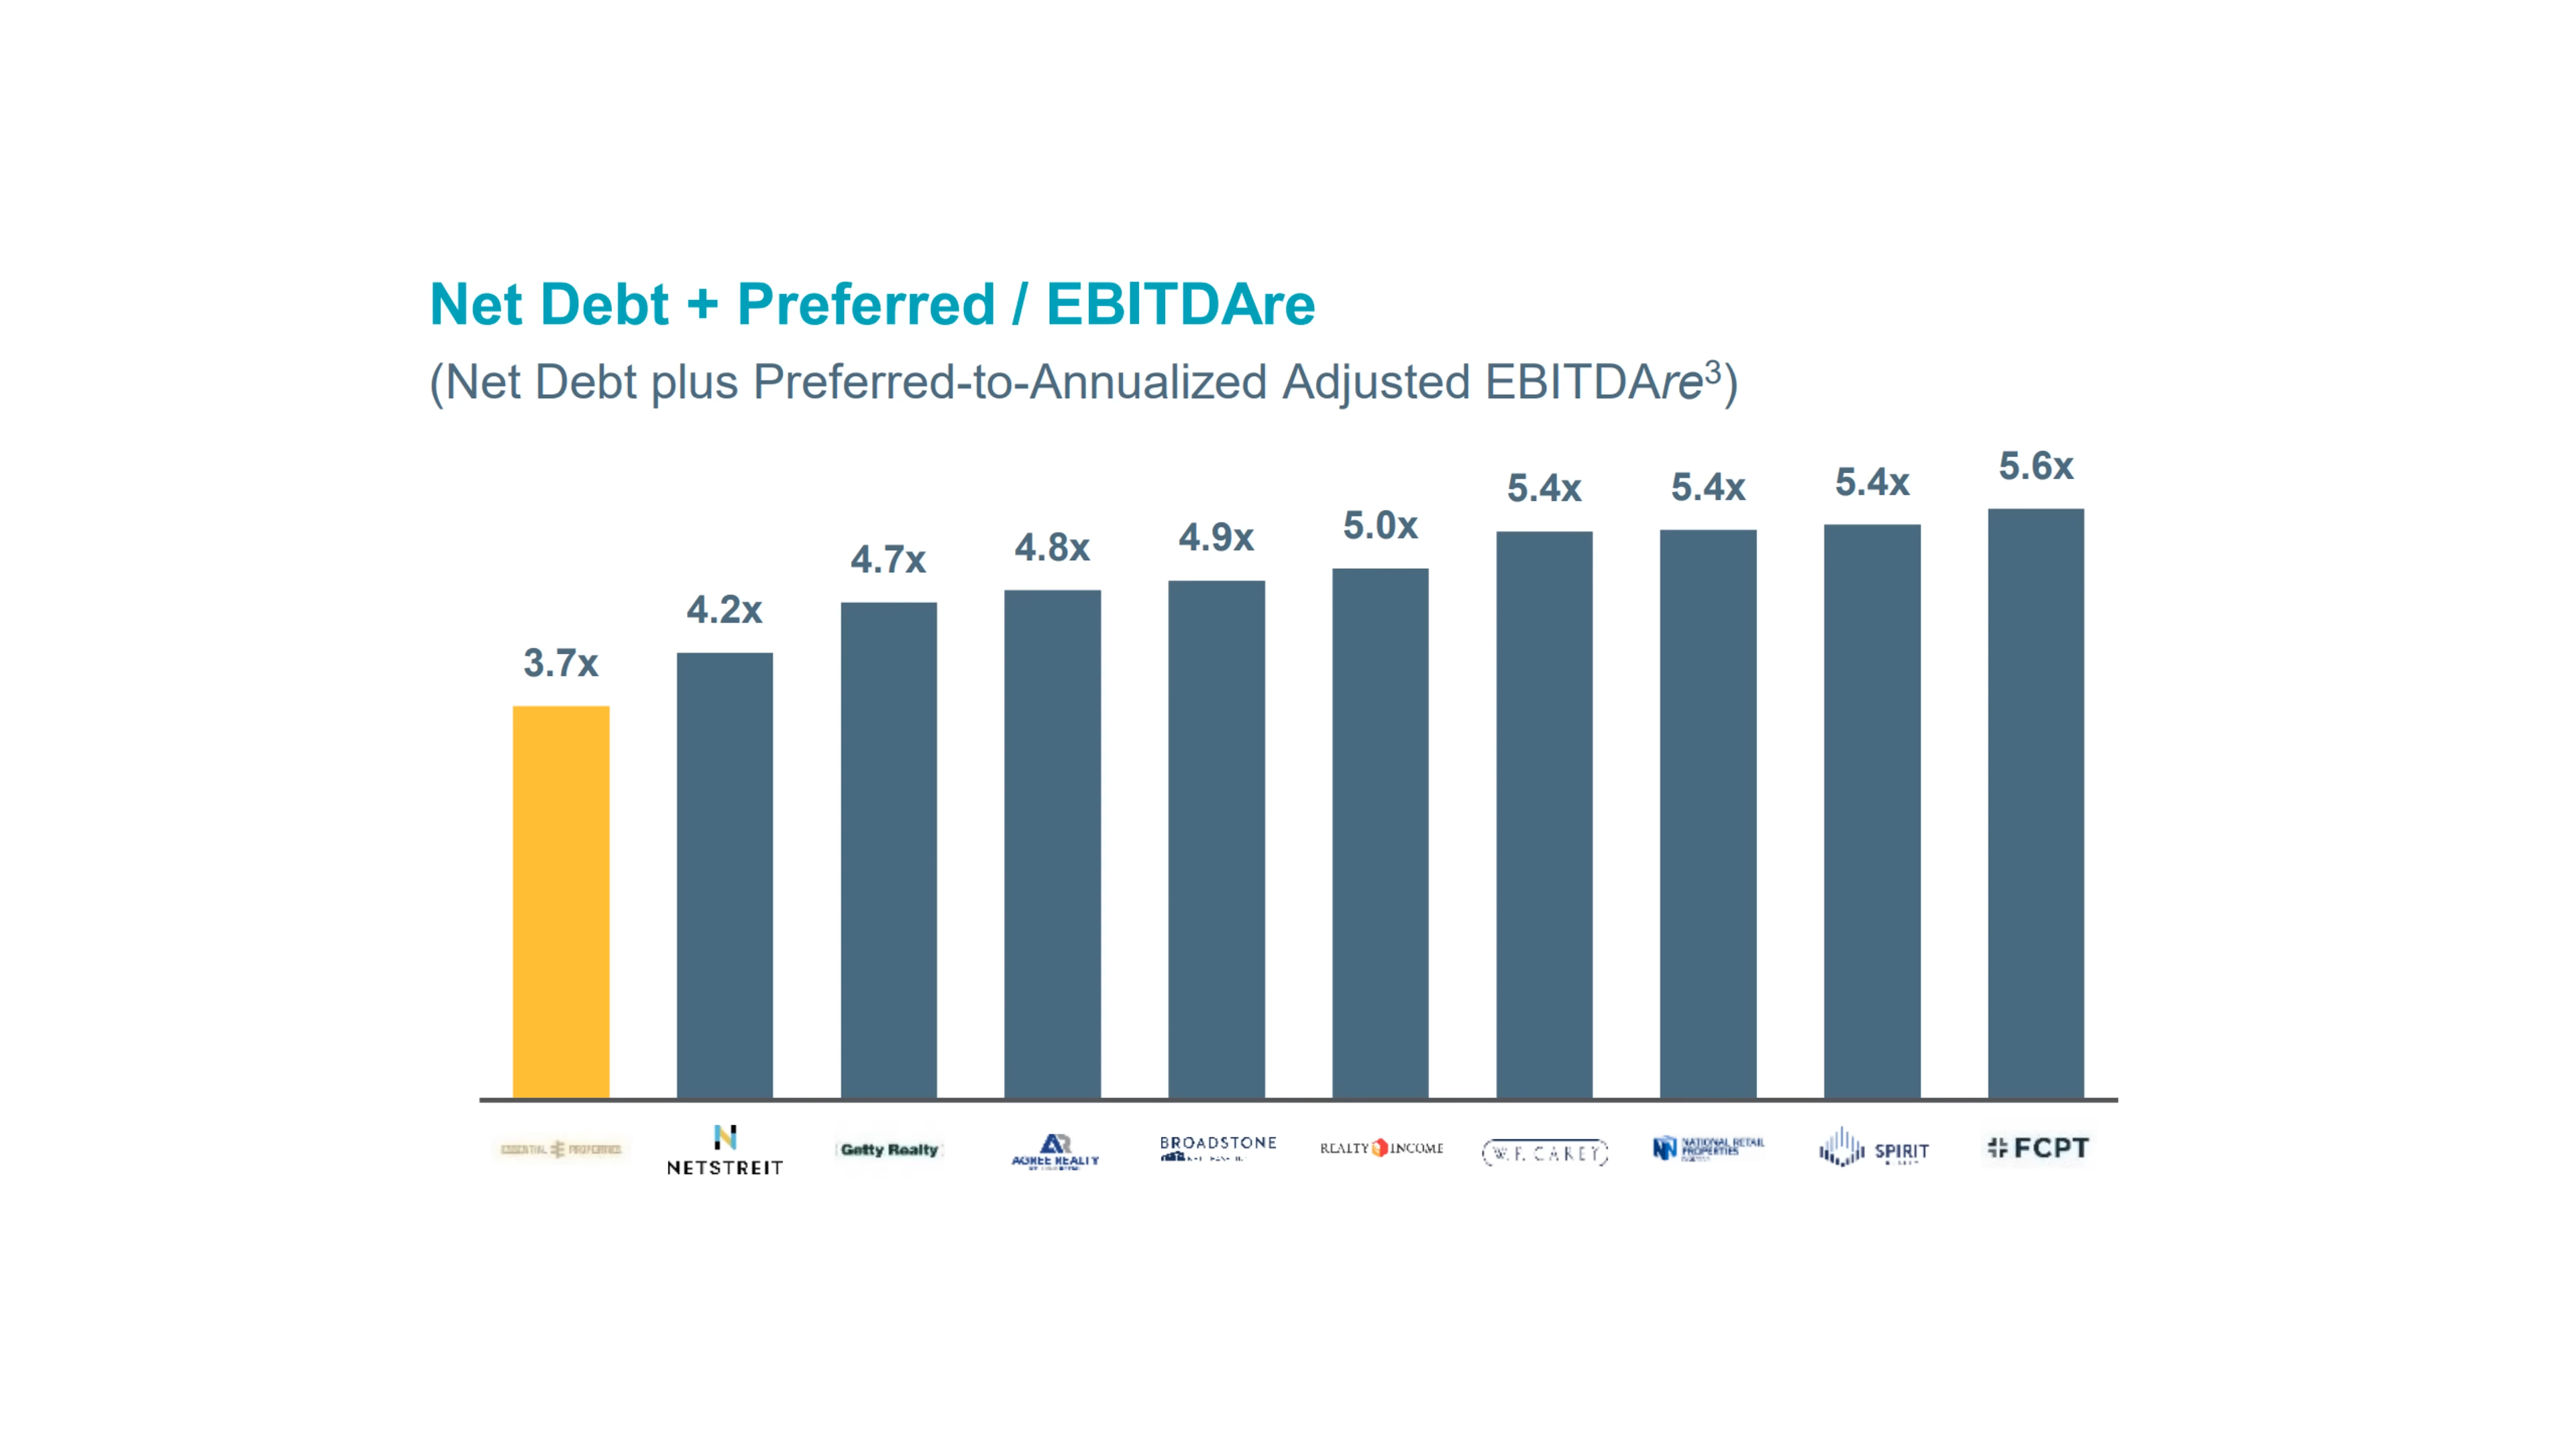 Net Debt + Preferred / EBITDAre
(Net Debt plus Preferred-to-Annualized Adjusted EBITDAre³)
3.7x
4.2x
4.7x
4.8x
4.9x
5.0x
5.4x
5.4x
5.4x
5.6x
ESSENTIAL PROPERTIES
NETSTREIT
Getty Realty
AGREE REALTY
BROADSTONE
REALTY INCOME
W. P. CAREY
NATIONAL RETAIL
PROPERTIES
SPIRIT
FCPT